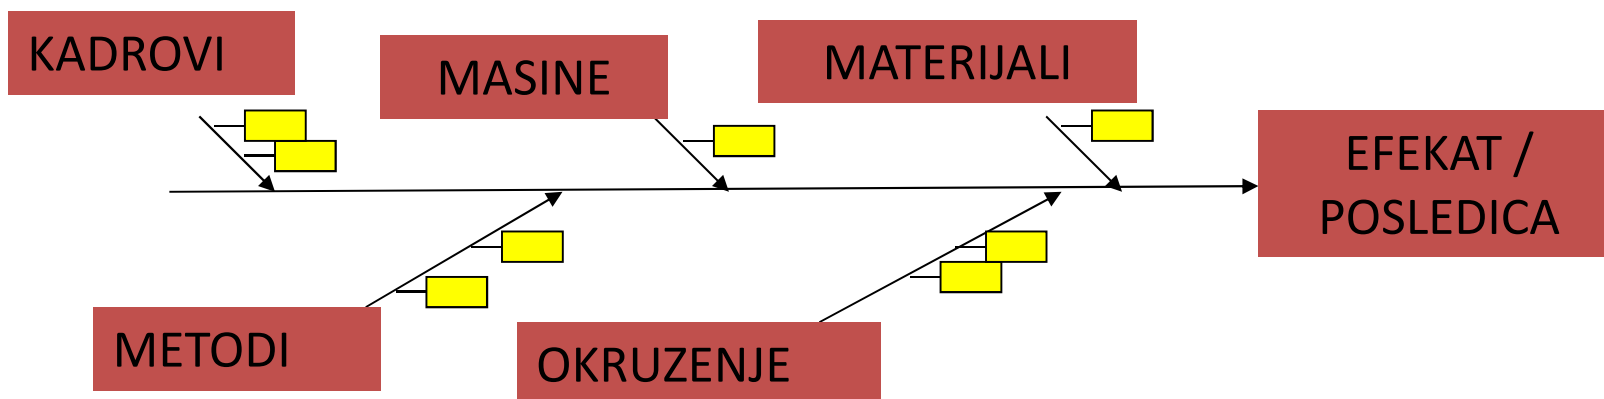 KADROVI
MASINE
MATERIJALI
EFEKAT /
POSLEDICA
METODI
OKRUZENJE